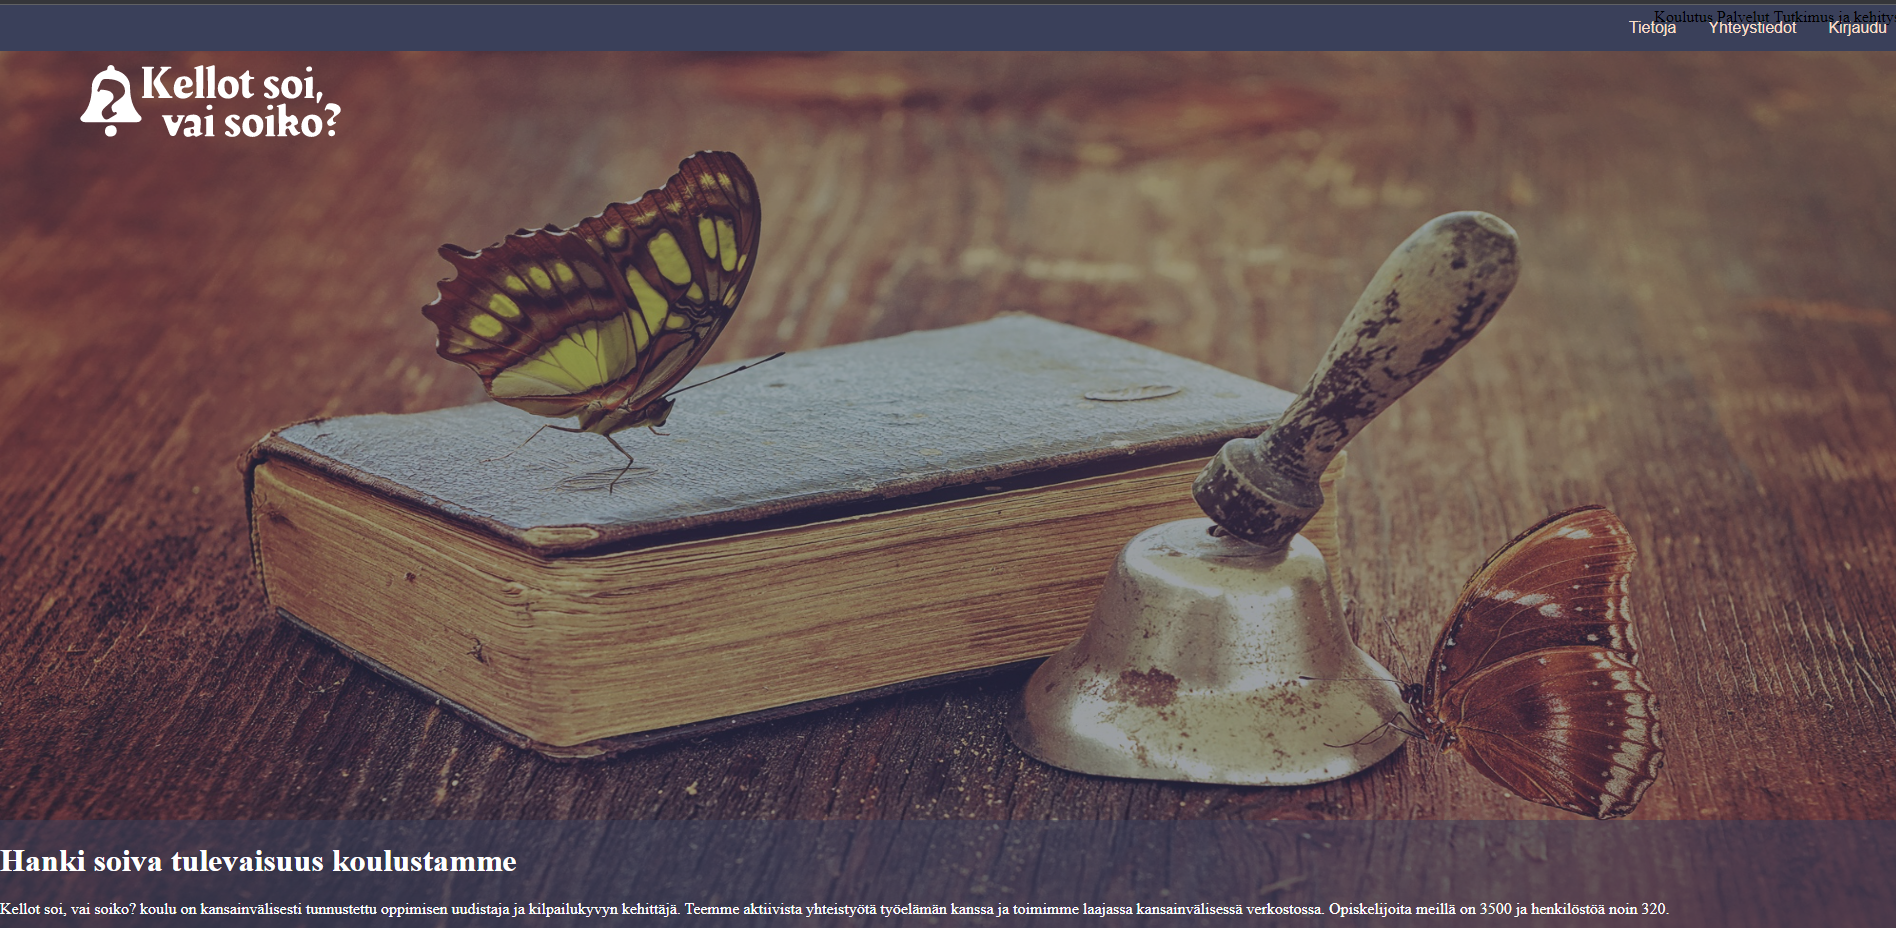 Koulutus Palvelut Tutkimus ja kehitys
Tietoja Yhteystiedot Kirjaudu
Kellot soi,
vai soiko?
Hanki soiva tulevaisuus koulustamme
Kellot soi, vai soiko? koulu on kansainvälisesti tunnustettu oppimisen uudistaja ja kilpailukyvyn kehittäjä. Teemme aktiivista yhteistyötä työelämän kanssa ja toimimme laajassa kansainvälisessä verkostossa. Opiskelijoita meillä on 3500 ja henkilöstöä noin 320.